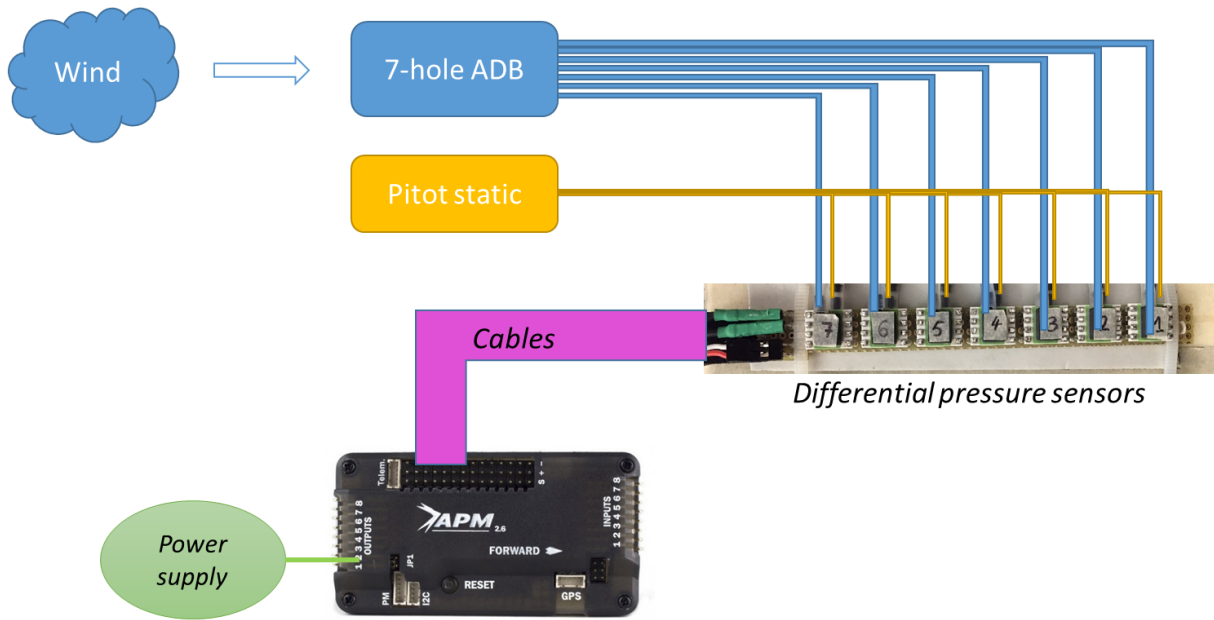 Wind
7-hole ADB
Pitot static
7 6 5 4 3 2 1
Cables
Differential pressure sensors
Telem.
S + -
1 2 3 4 5 6 7 8
OUTPUTS
INPUTS
1 2 3 4 5 6 7 8
APM
2.6
FORWARD
JP1
RESET
PM
I2C
GPS
Power
supply